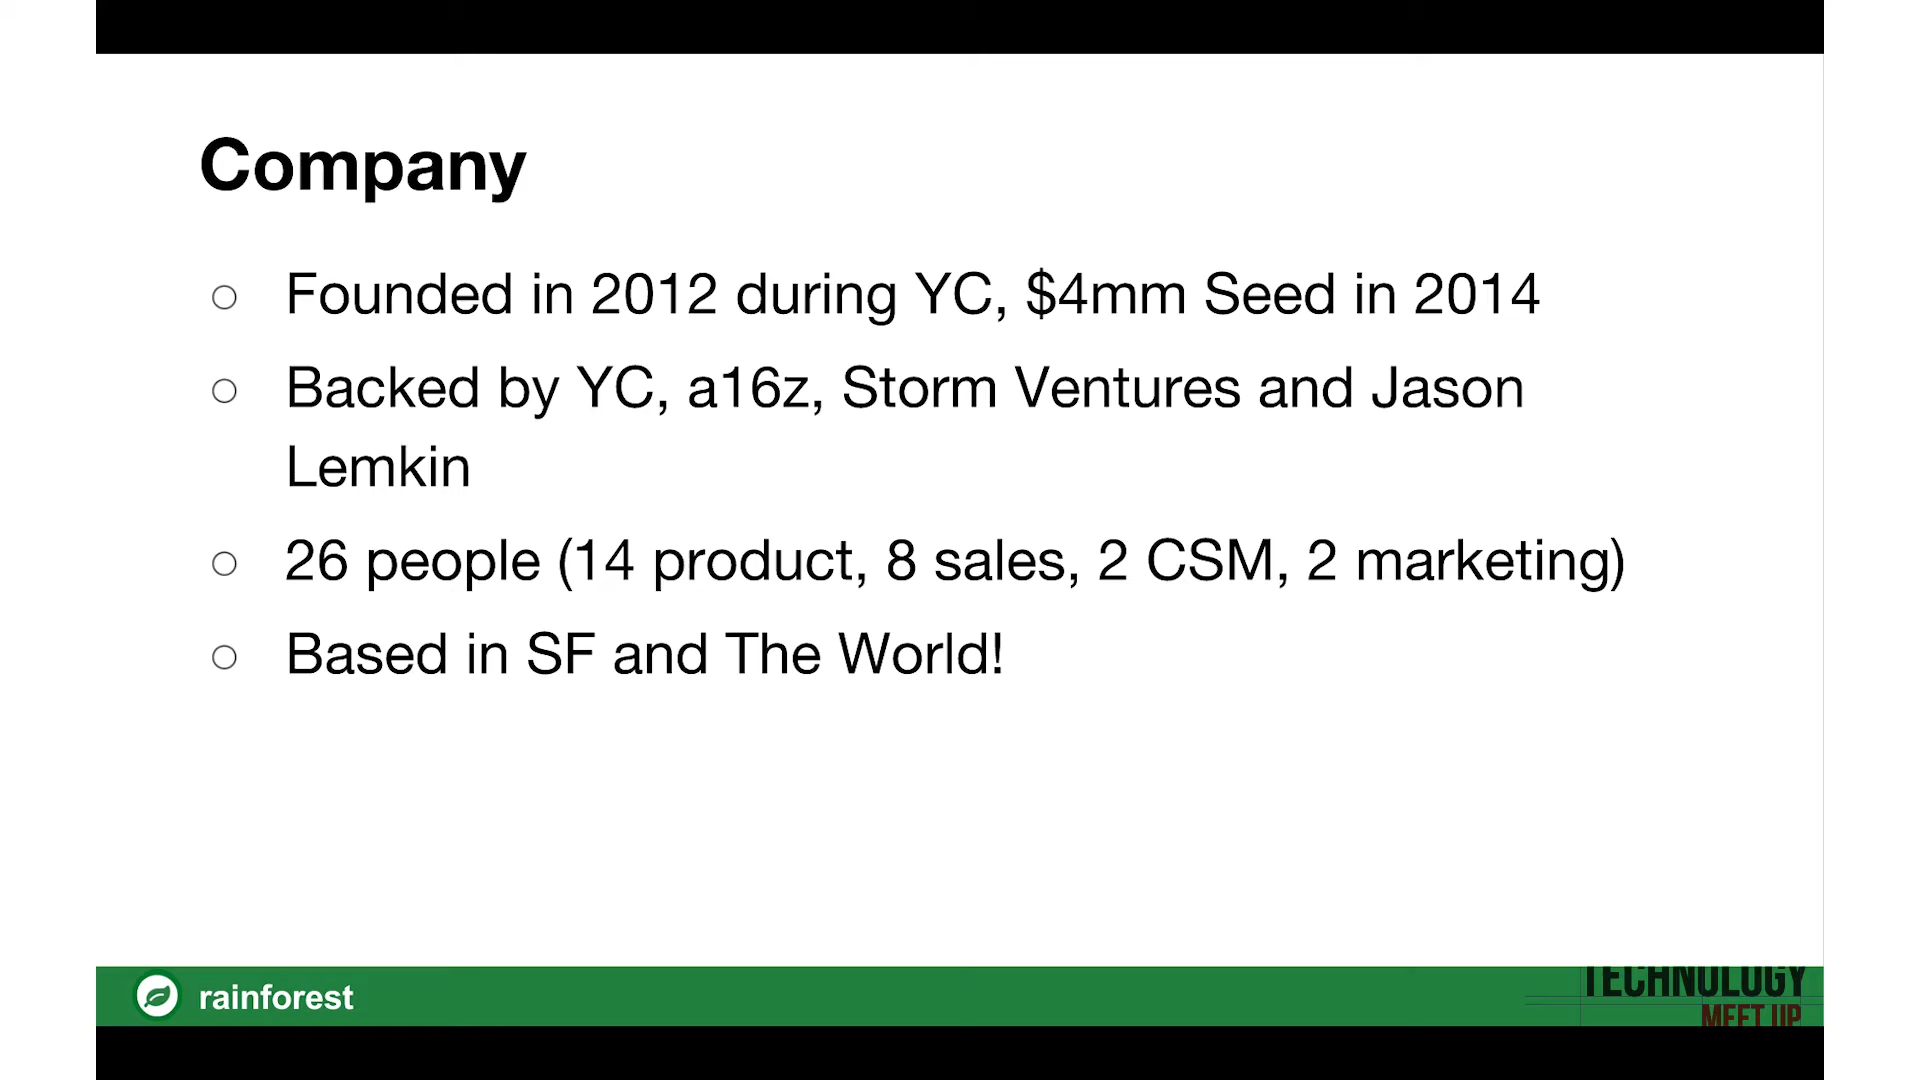 Company
○ Founded in 2012 during YC, $4mm Seed in 2014
○ Backed by YC, a16z, Storm Ventures and Jason
Lemkin
○ 26 people (14 product, 8 sales, 2 CSM, 2 marketing)
○ Based in SF and The World!
rainforest
TECHNOLOGY
MEET UP